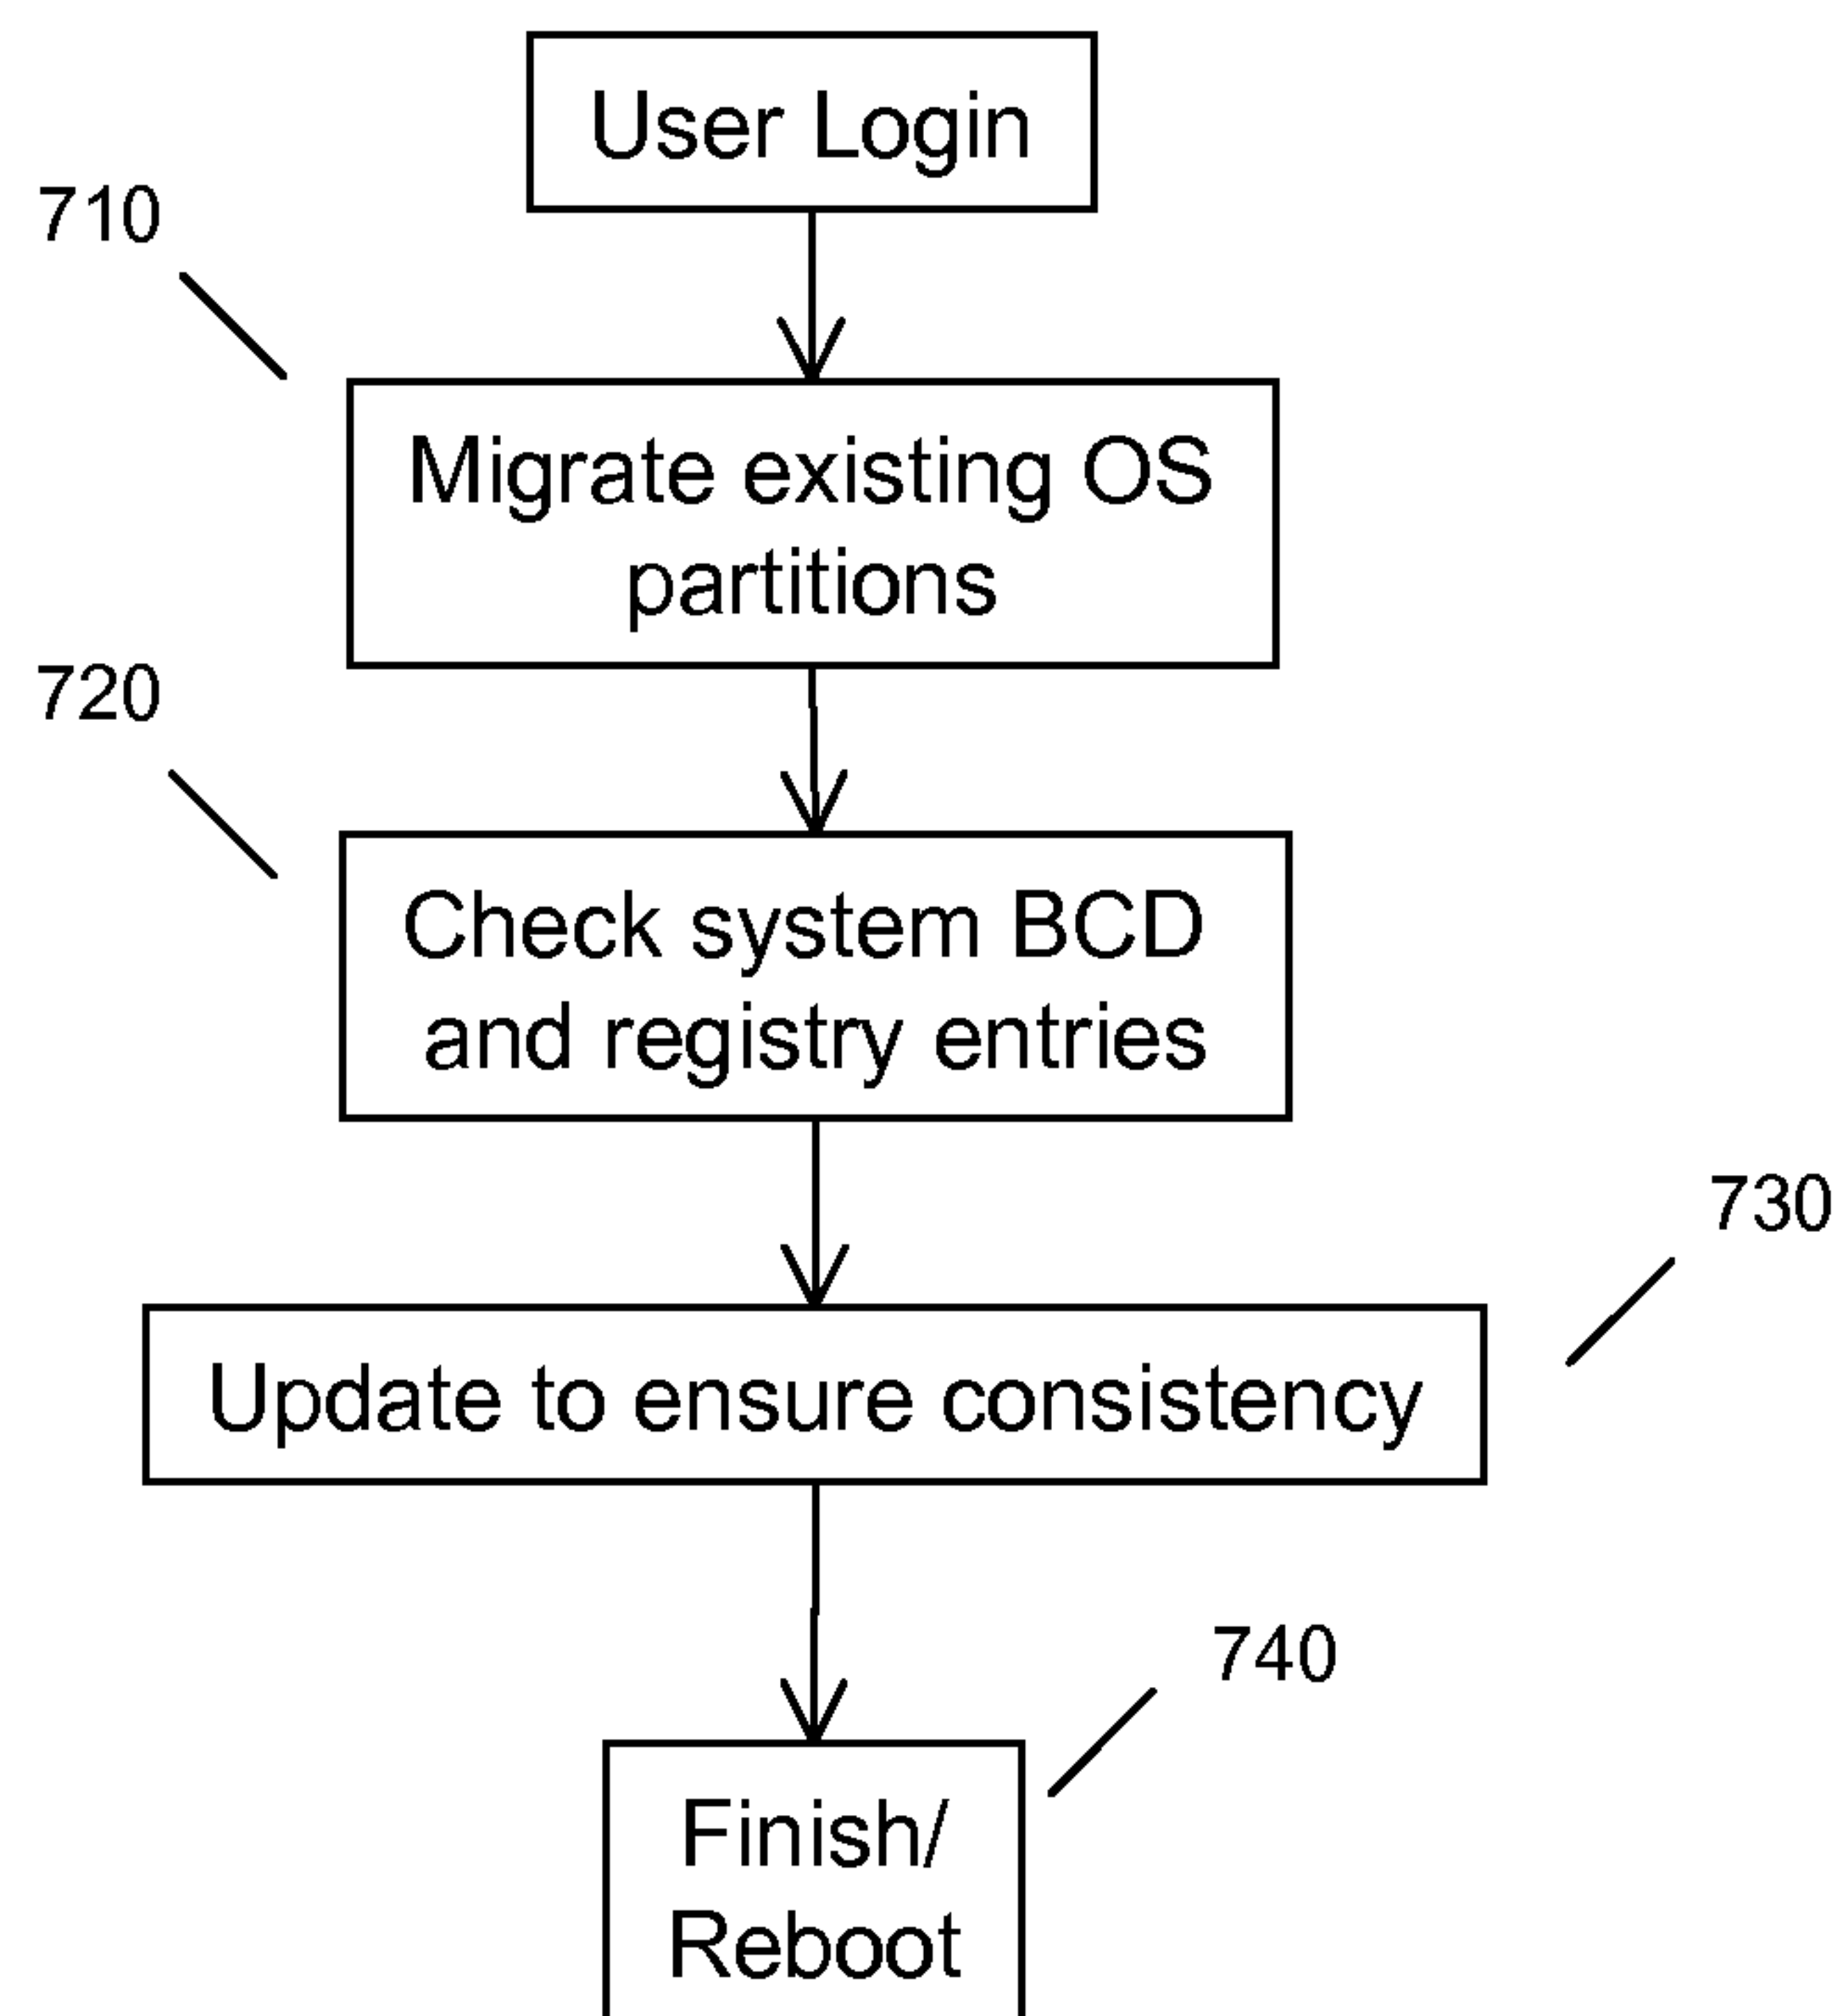 User Login
710
Migrate existing OS
partitions
720
Check system BCD
and registry entries
730
Update to ensure consistency
740
Finish/
Reboot